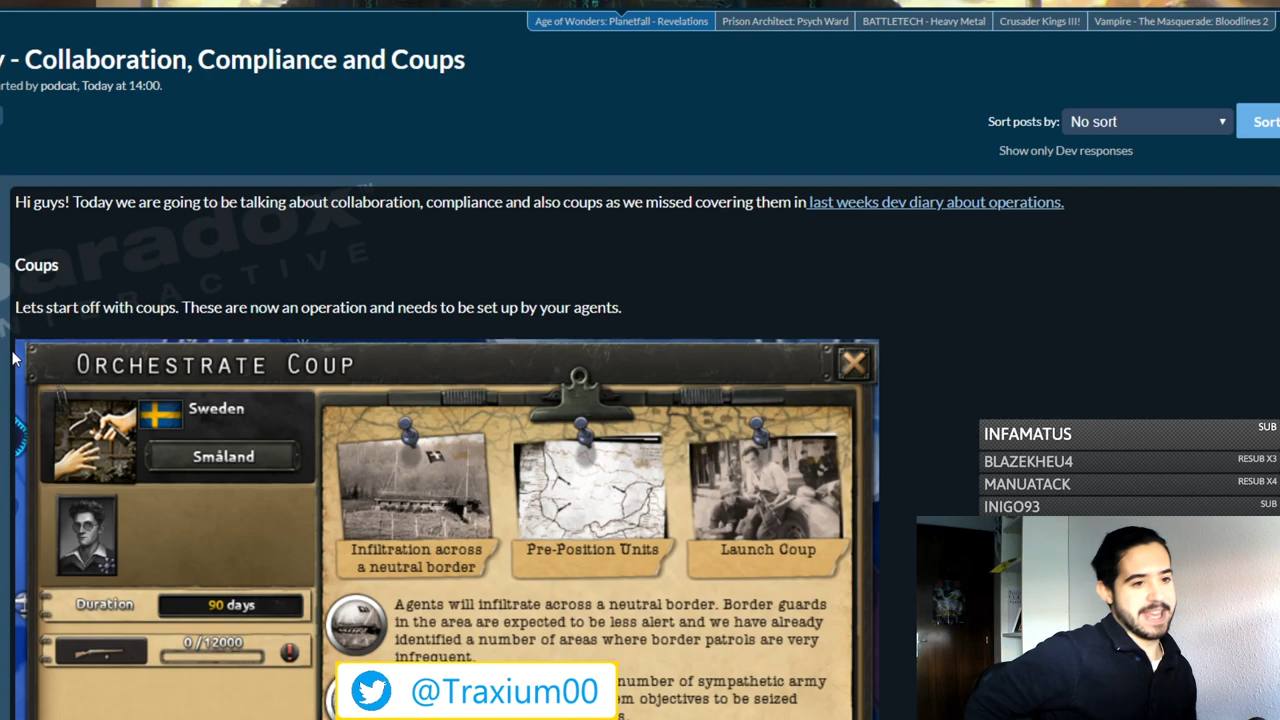 Age of Wonders: Planetfall - Revelations
Prison Architect: Psych Ward
BATTLETECH - Heavy Metal
Crusader Kings III!
Vampire - The Masquerade: Bloodlines 2
y - Collaboration, Compliance and Coups
rted by podcat, Today at 14:00.
Sort posts by: No sort
Sort
Show only Dev responses
aradox
INTERACTIVE
Hi guys! Today we are going to be talking about collaboration, compliance and also coups as we missed covering them in last weeks dev diary about operations.
Coups
Lets start off with coups. These are now an operation and needs to be set up by your agents.
ORCHESTRATE COUP
Sweden
Småland
Infiltration across
a neutral border
Pre-Position Units
Launch Coup
Duration
90 days
0/12000
Agents will infiltrate across a neutral border. Border guards
in the area are expected to be less alert and we have already
identified a number of areas where border patrols are very
infrequent.
number of sympathetic army
em objectives to be seized
s.
@Traxium00
INFAMATUS SUB
BLAZEKHEU4 RESUB X3
MANUATACK RESUB X4
INIGO93 SUB